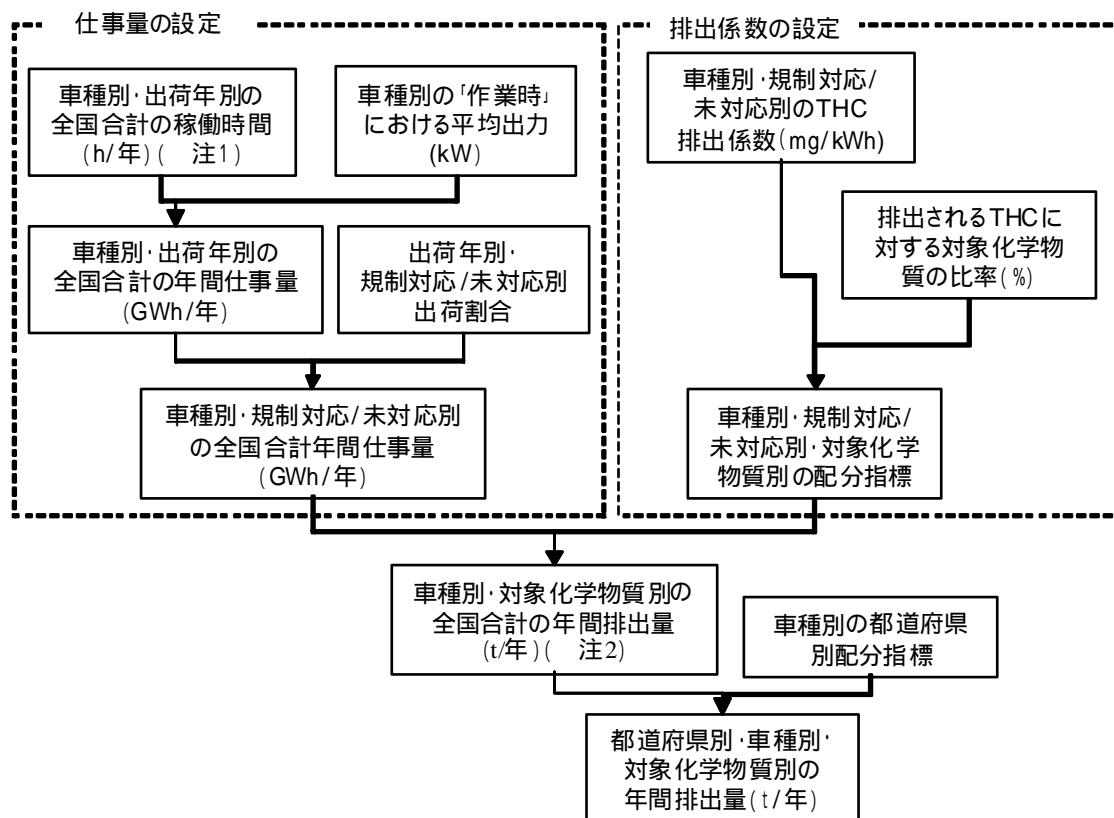 仕事量の設定
車種別・出荷年別の
全国合計の稼働時間
(h/年)(　注1)
車種別の「作業時」
における平均出力
(kW)
車種別・出荷年別の
全国合計の年間仕事量
(GWh/年)
出荷年別・
規制対応/未対応別
出荷割合
車種別・規制対応/未対応別
の全国合計年間仕事量
(GWh/年)
排出係数の設定
車種別・規制対応/
未対応別のTHC
排出係数(mg/kWh)
排出されるTHCに
対する対象化学物
質の比率(%)
車種別・規制対応/
未対応別・対象化学
物質別の配分指標
車種別・対象化学物質別の
全国合計の年間排出量
(t/年)(　注2)
車種別の都道府県
別配分指標
都道府県別・車種別・
対象化学物質別の
年間排出量(t/年)